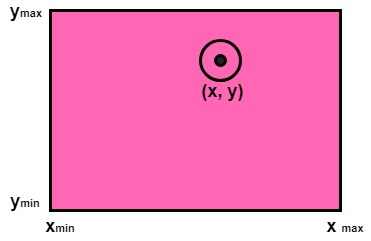 ymax
(x, y)
ymin
xmin
x max